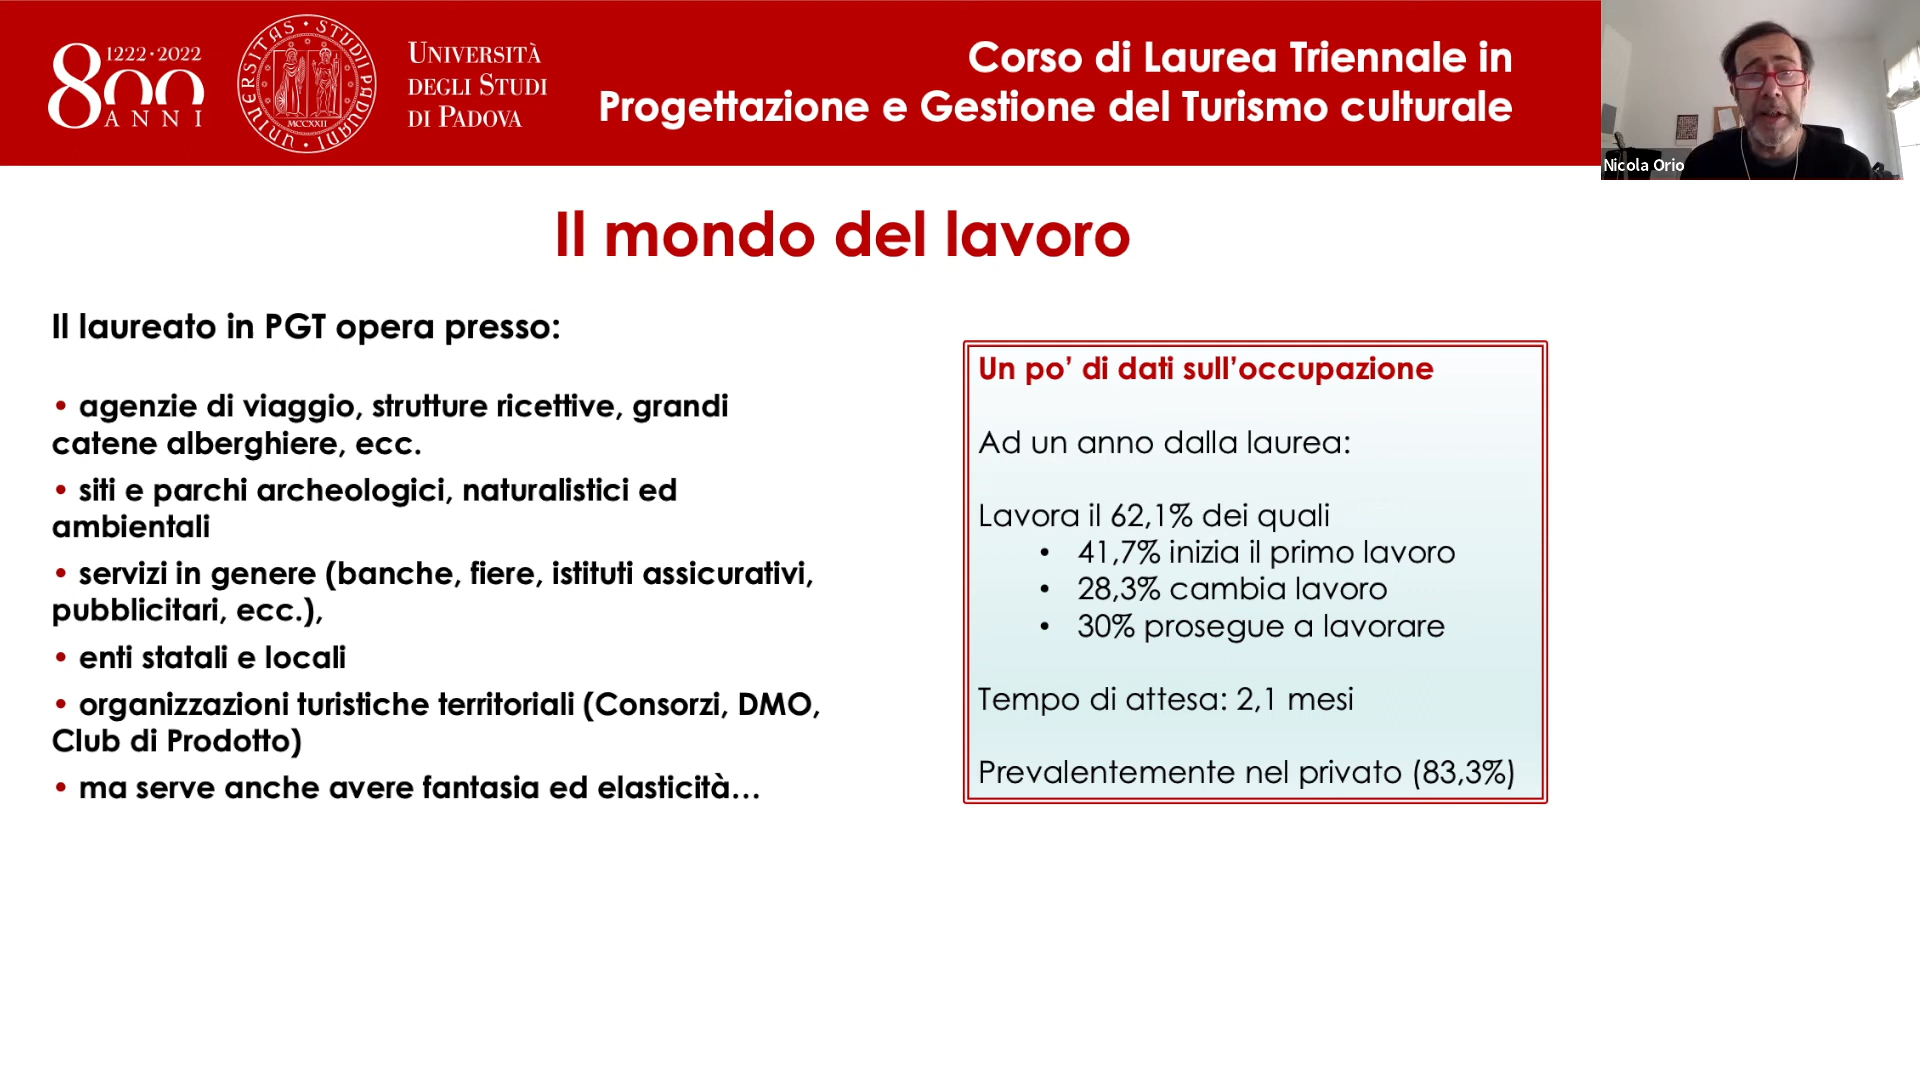 1222·2022
800
ANNI
UNIVERSITAS STUDII PADUANI
MCCXXII
Università
degli Studi
di Padova
Corso di Laurea Triennale in
Progettazione e Gestione del Turismo culturale
Nicola Orio
Il mondo del lavoro
Il laureato in PGT opera presso:
• agenzie di viaggio, strutture ricettive, grandi
catene alberghiere, ecc.
• siti e parchi archeologici, naturalistici ed
ambientali
• servizi in genere (banche, fiere, istituti assicurativi,
pubblicitari, ecc.),
• enti statali e locali
• organizzazioni turistiche territoriali (Consorzi, DMO,
Club di Prodotto)
• ma serve anche avere fantasia ed elasticità…
Un po’ di dati sull’occupazione
Ad un anno dalla laurea:
Lavora il 62,1% dei quali
• 41,7% inizia il primo lavoro
• 28,3% cambia lavoro
• 30% prosegue a lavorare
Tempo di attesa: 2,1 mesi
Prevalentemente nel privato (83,3%)